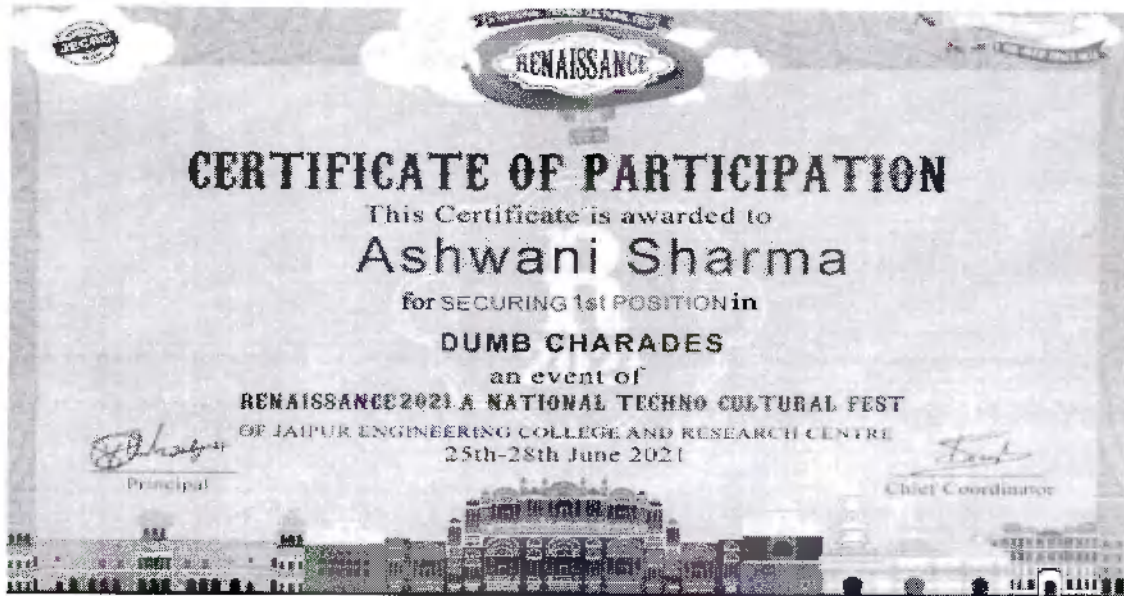 JECRC
RENAISSANCE
CERTIFICATE OF PARTICIPATION
This Certificate is awarded to
Ashwani Sharma
for SECURING 1st POSITION in
DUMB CHARADES
an event of
RENAISSANCE2021 A NATIONAL TECHNO CULTURAL FEST
OF JAIPUR ENGINEERING COLLEGE AND RESEARCH CENTRE
25th-28th June 2021
Principal
Chief Coordinator